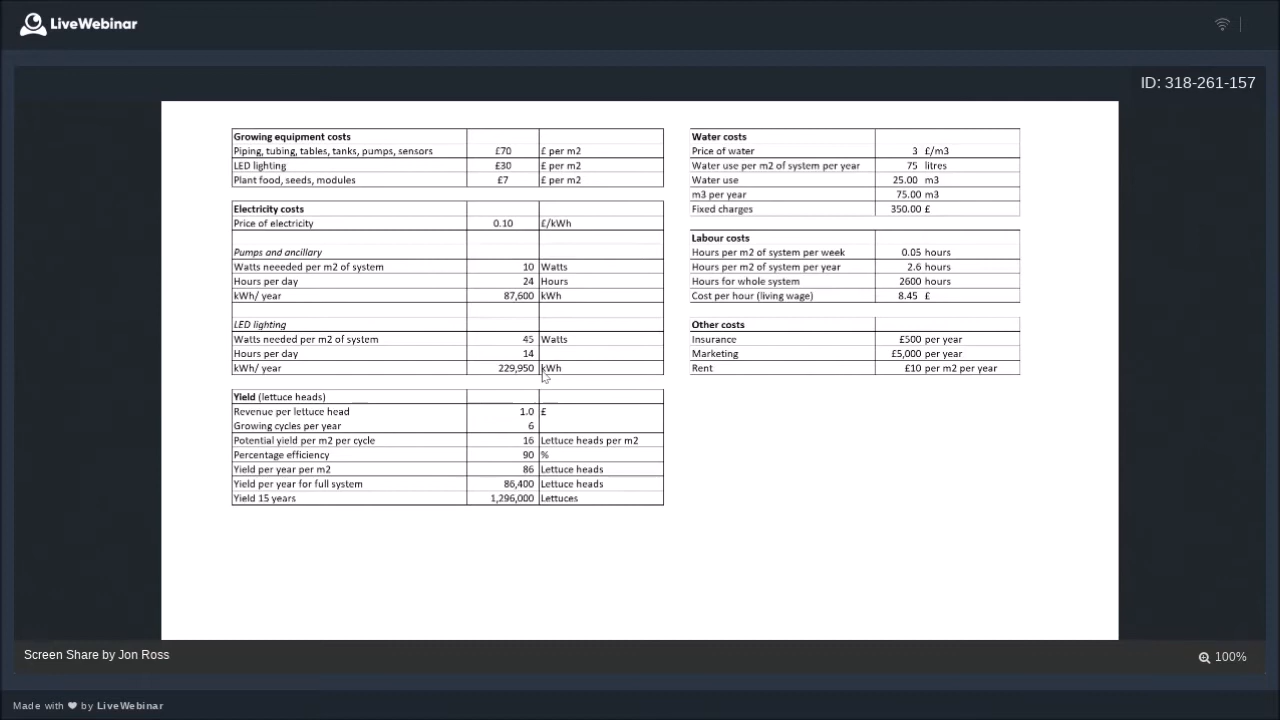 LiveWebinar
ID: 318-261-157
Growing equipment costs
Piping, tubing, tables, tanks, pumps, sensors £70 £ per m2
LED lighting £30 £ per m2
Plant food, seeds, modules £7 £ per m2
Electricity costs
Price of electricity 0.10 £/kWh
Pumps and ancillary
Watts neeeded per m2 of system 10 Watts
Hours per day 24 Hours
kWh/ year 87,600 kWh
LED lighting
Watts needed per m2 of system 45 Watts
Hours per day 14
kWh/ year 229,950 kWh
Yield (lettuce heads)
Revenue per lettuce head 1.0 £
Growing cycles per year 6
Potential yield per m2 per cycle 16 Lettuce heads per m2
Percentage efficiency 90 %
Yield per year per m2 86 Lettuce heads
Yield per year for full system 86,400 Lettuce heads
Yield 15 years 1,296,000 Lettuces
Water costs
Price of water 3 £/m3
Water use per m2 of system per year 75 litres
Water use 25.00 m3
m3 per year 75.00 m3
Fixed charges 350.00 £
Labour costs
Hours per m2 of system per week 0.05 hours
Hours per m2 of system per year 2.6 hours
Hours for whole system 2600 hours
Cost per hour (living wage) 8.45 £
Other costs
Insurance £500 per year
Marketing £5,000 per year
Rent £10 per m2 per year
Screen Share by Jon Ross
100%
Made with ❤ by LiveWebinar